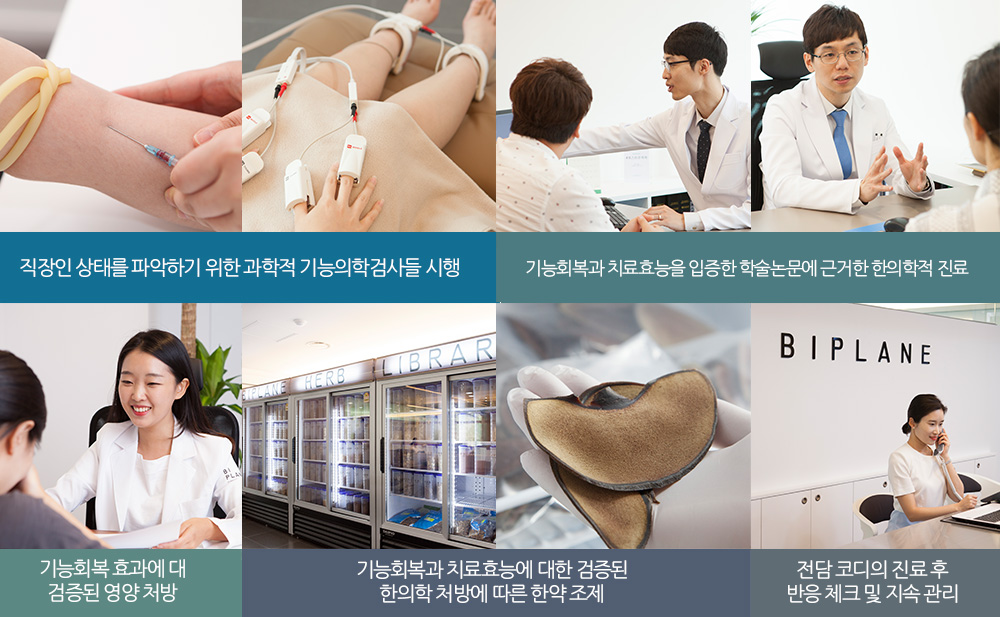 직장인 상태를 파악하기 위한 과학적 기능의학검사들 시행
기능회복과 치료효능을 입증한 학술논문에 근거한 한의학적 진료
BI
PLANE
BIPLANE HERB LIBRAR
BIPLANE
기능회복 효과에 대
검증된 영양 처방
기능회복과 치료효능에 대한 검증된
한의학 처방에 따른 한약 조제
전담 코디의 진료 후
반응 체크 및 지속 관리